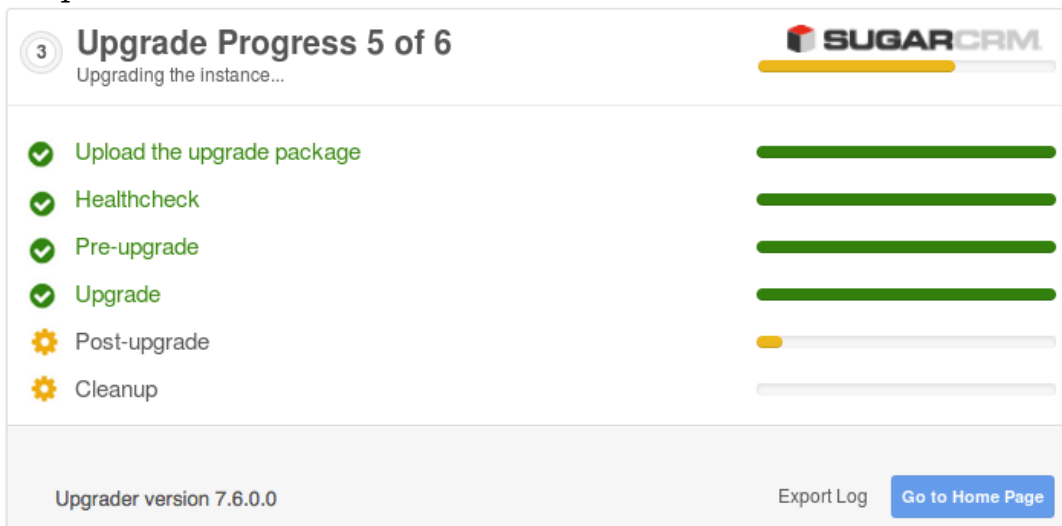 3
Upgrade Progress 5 of 6
Upgrading the instance...
SUGARCRM
Upload the upgrade package
Healthcheck
Pre-upgrade
Upgrade
Post-upgrade
Cleanup
Upgrader version 7.6.0.0
Export Log
Go to Home Page